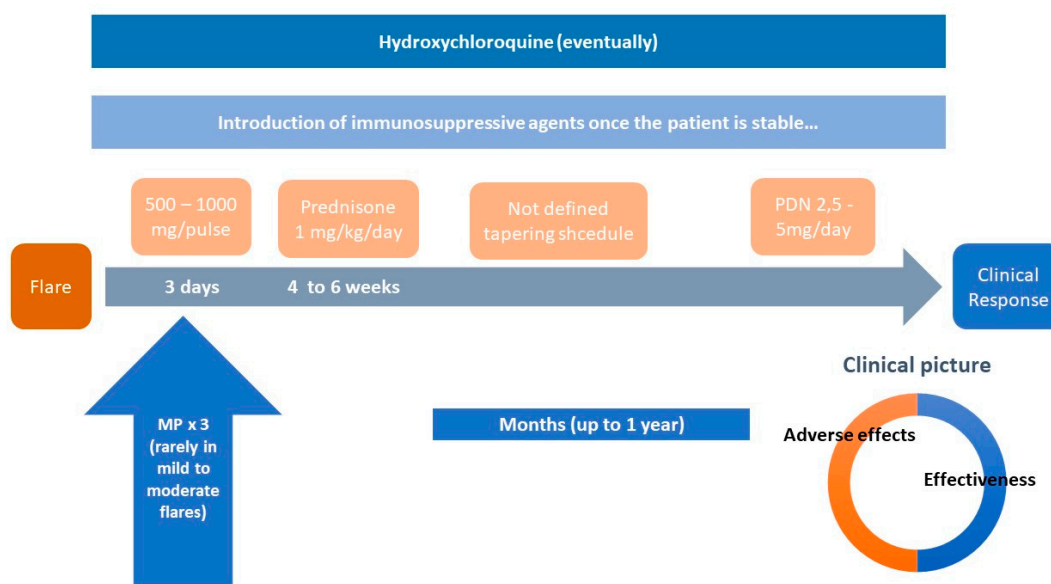 Hydroxychloroquine (eventually)
Introduction of immunosuppressive agents once the patient is stable…
500 – 1000
mg/pulse
Prednisone
1 mg/kg/day
Not defined
tapering shcedule
PDN 2,5 -
5mg/day
Flare
3 days
4 to 6 weeks
Clinical
Response
MP x 3
(rarely in
mild to
moderate
flares)
Months (up to 1 year)
Clinical picture
Adverse effects
Effectiveness